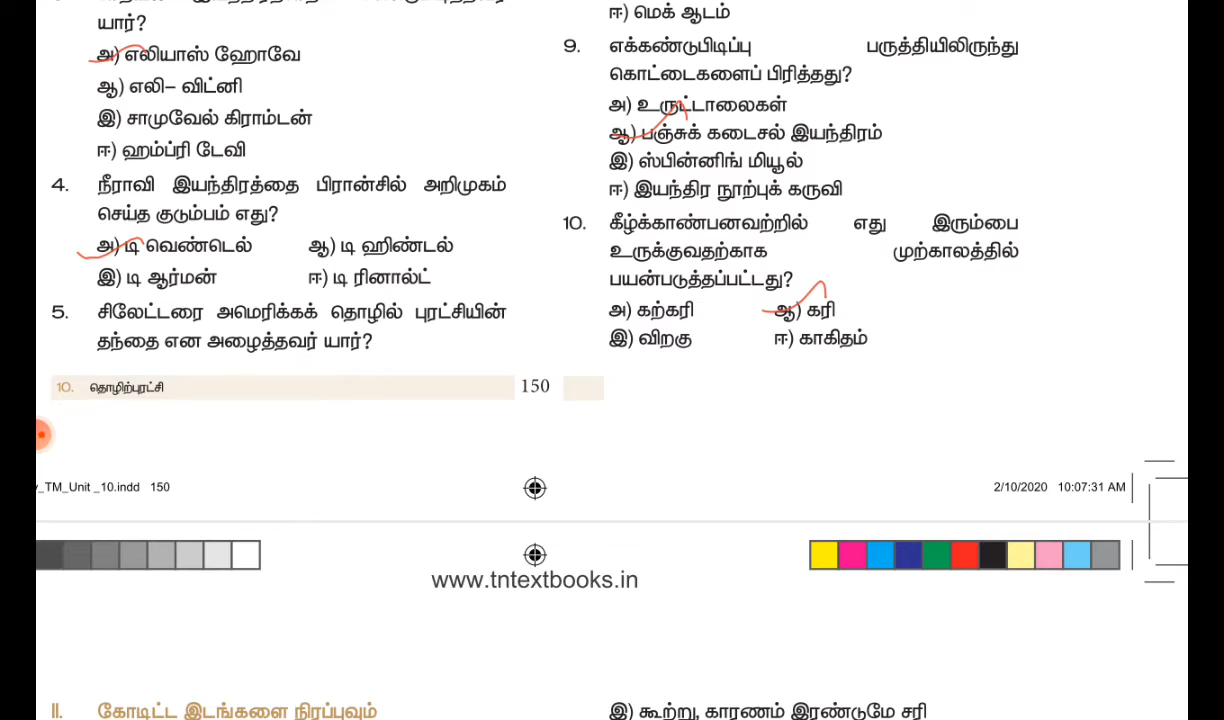 யார்?
அ) எலியாஸ் ஹோவே
ஆ) எலி– விட்னி
இ) சாமுவேல் கிராம்டன்
ஈ) ஹம்ப்ரி டேவி
4. நீராவி இயந்திரத்தை பிரான்சில் அறிமுகம்
செய்த குடும்பம் எது?
அ) டி வெண்டெல் ஆ) டி ஹிண்டல்
இ) டி ஆர்மன் ஈ) டி ரினால்ட்
5. சிலேட்டரை அமெரிக்கக் தொழில் புரட்சியின்
தந்தை என அழைத்தவர் யார்?
ஈ) மெக் ஆடம்
9. எக்கண்டுபிடிப்பு பருத்தியிலிருந்து
கொட்டைகளைப் பிரித்தது?
அ) உருட்டாலைகள்
ஆ) பஞ்சுக் கடைசல் இயந்திரம்
இ) ஸ்பின்னிங் மியூல்
ஈ) இயந்திர நூற்புக் கருவி
10. கீழ்க்காண்பனவற்றில் எது இரும்பை
உருக்குவதற்காக முற்காலத்தில்
பயன்படுத்தப்பட்டது?
அ) கற்கரி ஆ) கரி
இ) விறகு ஈ) காகிதம்
10. தொழிற்புரட்சி 150
_TM_Unit _10.indd 150 2/10/2020 10:07:31 AM
www.tntextbooks.in
II. கோடிட்ட இடங்களை நிரப்புவும்
இ) கூற்று, காரணம் இரண்டுமே சரி